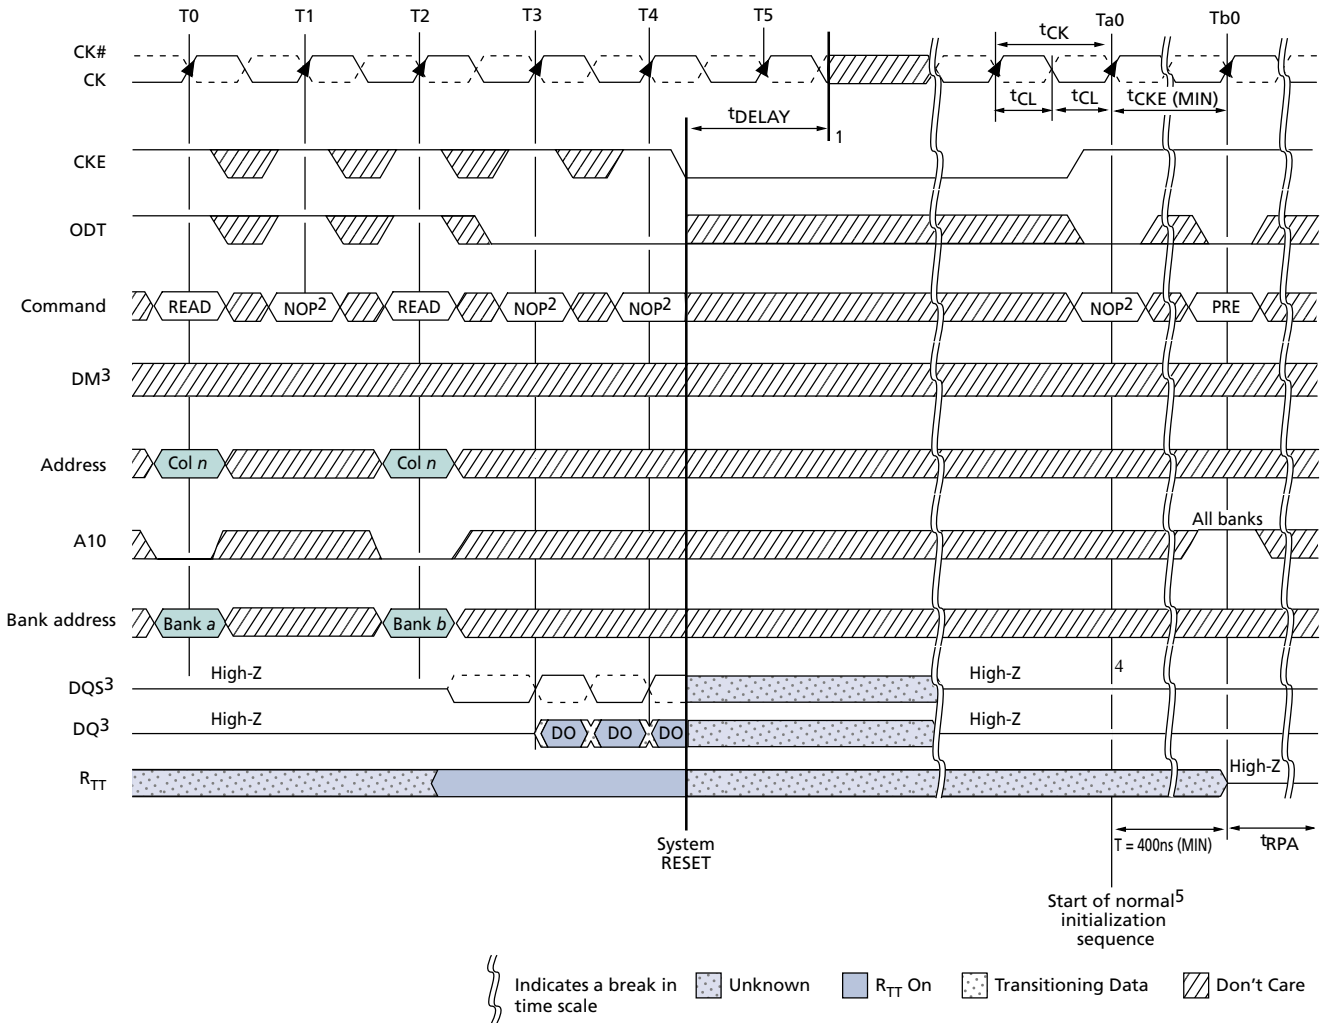 T0 T1 T2 T3 T4 T5 Ta0 Tb0
CK#
CK
tCK
tCL tCL tCKE (MIN)
tDELAY
1
CKE
ODT
Command READ NOP2 READ NOP2 NOP2 NOP2 PRE
DM3
Address Col n Col n
A10 All banks
Bank address Bank a Bank b
DQS3 High-Z High-Z 4
DQ3 High-Z DO DO DO High-Z
RTT High-Z
System
RESET
T = 400ns (MIN) tRPA
Start of normal5
initialization
sequence
Indicates a break in
time scale
Unknown
RTT On
Transitioning Data
Don't Care